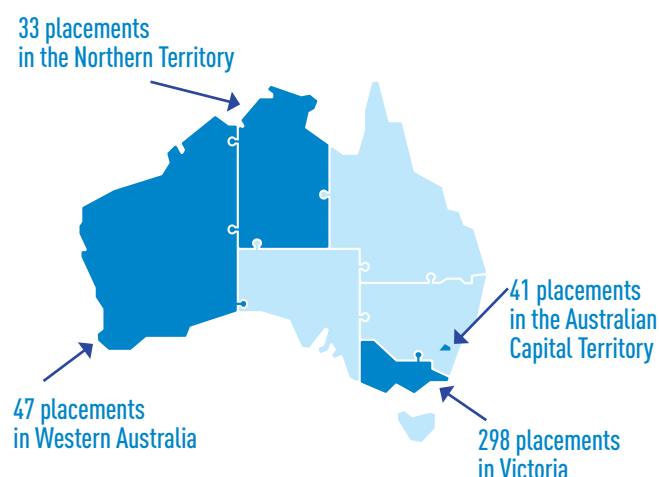 33 placements
in the Northern Territory
41 placements
in the Australian
Capital Territory
47 placements
in Western Australia
298 placements
in Victoria